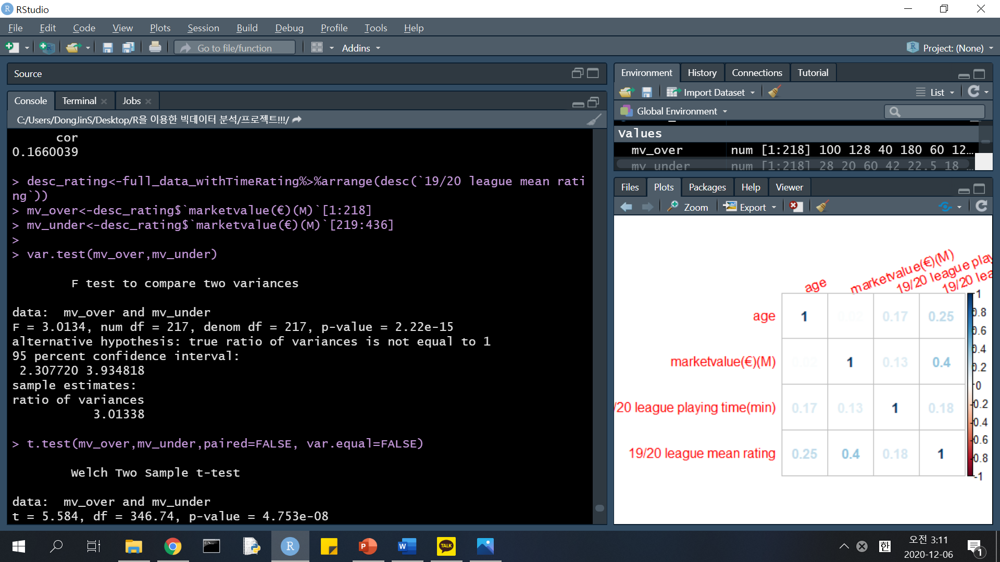 RStudio
File Edit Code View Plots Session Build Debug Profile Tools Help
Go to file/function Addins Project: (None)
Source
Console Terminal Jobs
C:/Users/DongJinS/Desktop/R을 이용한 빅데이터 분석/프로젝트!!!/
cor
0.1660039
> desc_rating<-full_data_withTimeRating%>%arrange(desc(`19/20 league mean rati
ng`))
> mv_over<-desc_rating$`marketvalue(€)(M)`[1:218]
> mv_under<-desc_rating$`marketvalue(€)(M)`[219:436]
>
> var.test(mv_over,mv_under)
F test to compare two variances
data:  mv_over and mv_under
F = 3.0134, num df = 217, denom df = 217, p-value = 2.22e-15
alternative hypothesis: true ratio of variances is not equal to 1
95 percent confidence interval:
2.307720 3.934818
sample estimates:
ratio of variances
3.01338
> t.test(mv_over,mv_under,paired=FALSE, var.equal=FALSE)
Welch Two Sample t-test
data:  mv_over and mv_under
t = 5.584, df = 346.74, p-value = 4.753e-08
Environment History Connections Tutorial
Import Dataset List
Global Environment
Values
mv_over num [1:218] 100 128 40 180 60 12…
mv_under num [1:218] 28 20 60 42 22.5 18 …
Files Plots Packages Help Viewer
Zoom Export
age marketvalue(€)(M) 19/20 league play 19/20 lea
age 1 0.02 0.17 0.25
marketvalue(€)(M) 0.02 1 0.13 0.4
/20 league playing time(min) 0.17 0.13 1 0.18
19/20 league mean rating 0.25 0.4 0.18 1
1
0.8
0.6
0.4
0.2
0
-0.2
-0.4
-0.6
-0.8
-1
R P W TALK
한 오전 3:11
2020-12-06
1